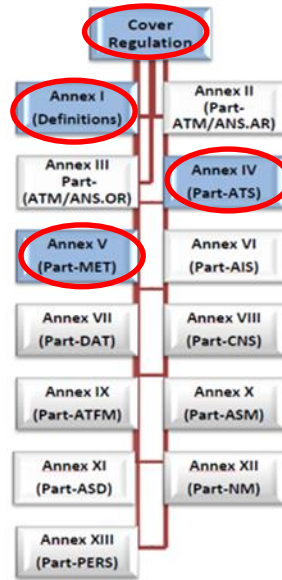 Cover
Regulation
Annex I
(Definitions)
Annex II
(Part-
ATM/ANS.AR)
Annex III
Part-
(ATM/ANS.OR)
Annex IV
(Part-ATS)
Annex V
(Part-MET)
Annex VI
(Part-AIS)
Annex VII
(Part-DAT)
Annex VIII
(Part-CNS)
Annex IX
(Part-ATFM)
Annex X
(Part-ASM)
Annex XI
(Part-ASD)
Annex XII
(Part-NM)
Annex XIII
(Part-PERS)